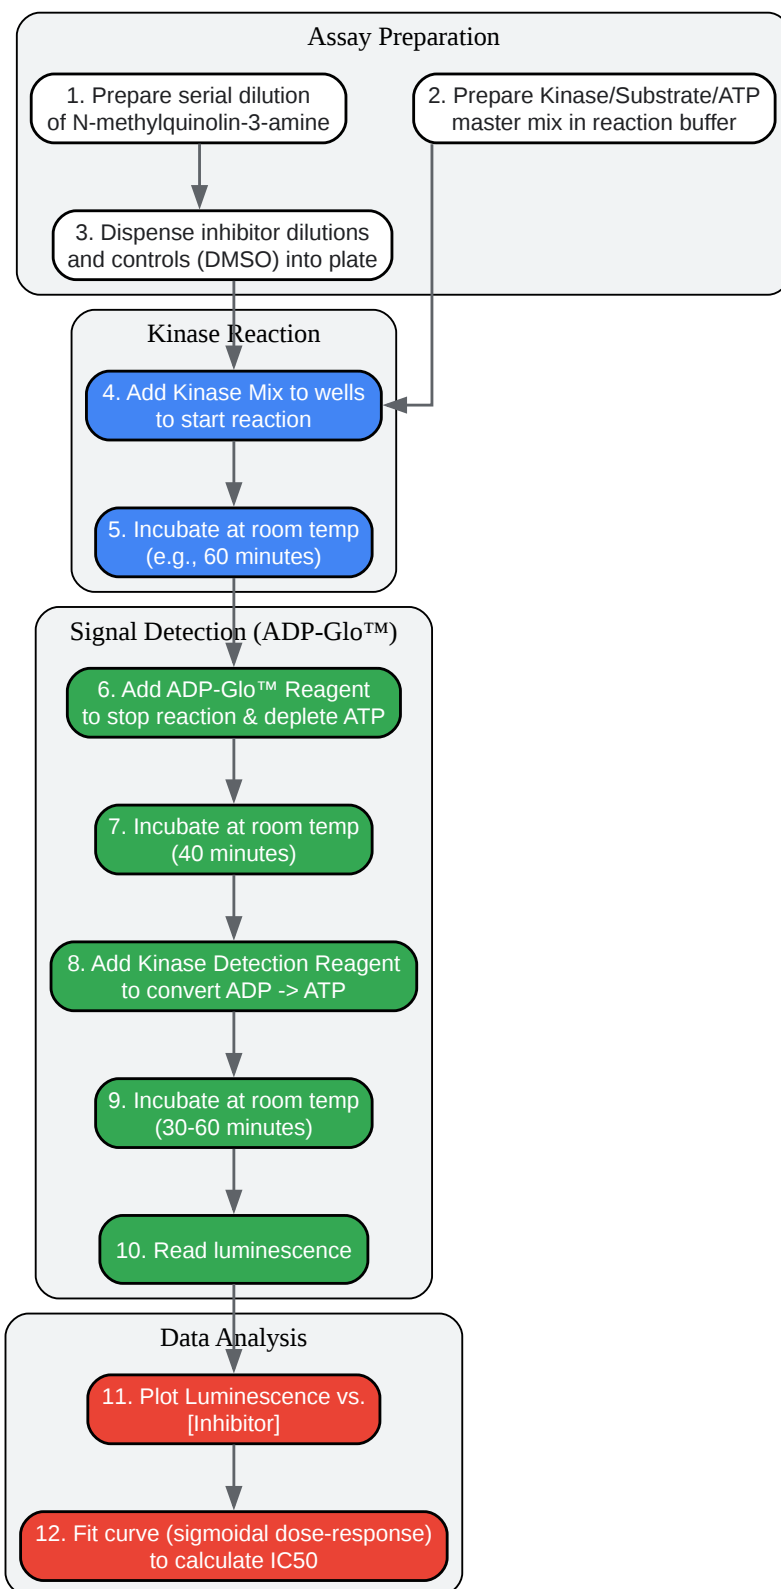 Assay Preparation
1. Prepare serial dilution
of N-methylquinolin-3-amine
2. Prepare Kinase/Substrate/ATP
master mix in reaction buffer
3. Dispense inhibitor dilutions
and controls (DMSO) into plate
Kinase Reaction
4. Add Kinase Mix to wells
to start reaction
5. Incubate at room temp
(e.g., 60 minutes)
Signal Detection (ADP-Glo™)
6. Add ADP-Glo™ Reagent
to stop reaction & deplete ATP
7. Incubate at room temp
(40 minutes)
8. Add Kinase Detection Reagent
to convert ADP -> ATP
9. Incubate at room temp
(30-60 minutes)
10. Read luminescence
Data Analysis
11. Plot Luminescence vs.
[Inhibitor]
12. Fit curve (sigmoidal dose-response)
to calculate IC50